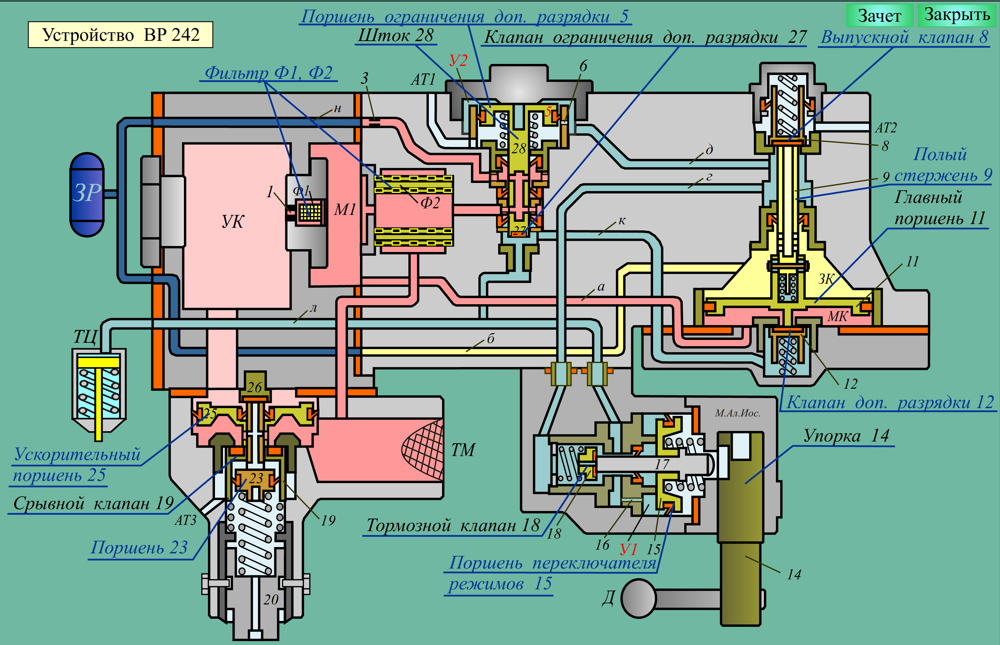 Поршень ограничения доп. разрядки 5
Зачет
Закрыть
Устройство ВР 242
Шток 28
Клапан ограничения доп. разрядки 27
Выпускной клапан 8
У2
6
Фильтр Ф1, Ф2
3
АТ1
н
5
АТ2
28
д
8
Полый
стержень 9
9
г
ЗР
1
Ф1
М1
Ф2
УК
Главный
поршень 11
к
27
11
ЗК
а
л
МК
ТЦ
б
26
12
Клапан доп. разрядки 12
25
М.Ал.Иос.
Упорка 14
ТМ
Ускорительный
поршень 25
17
23
Срывной клапан 19
АТ3
19
Тормозной клапан 18
18
16
У1
15
Поршень 23
Поршень переключателя
режимов 15
14
20
Д